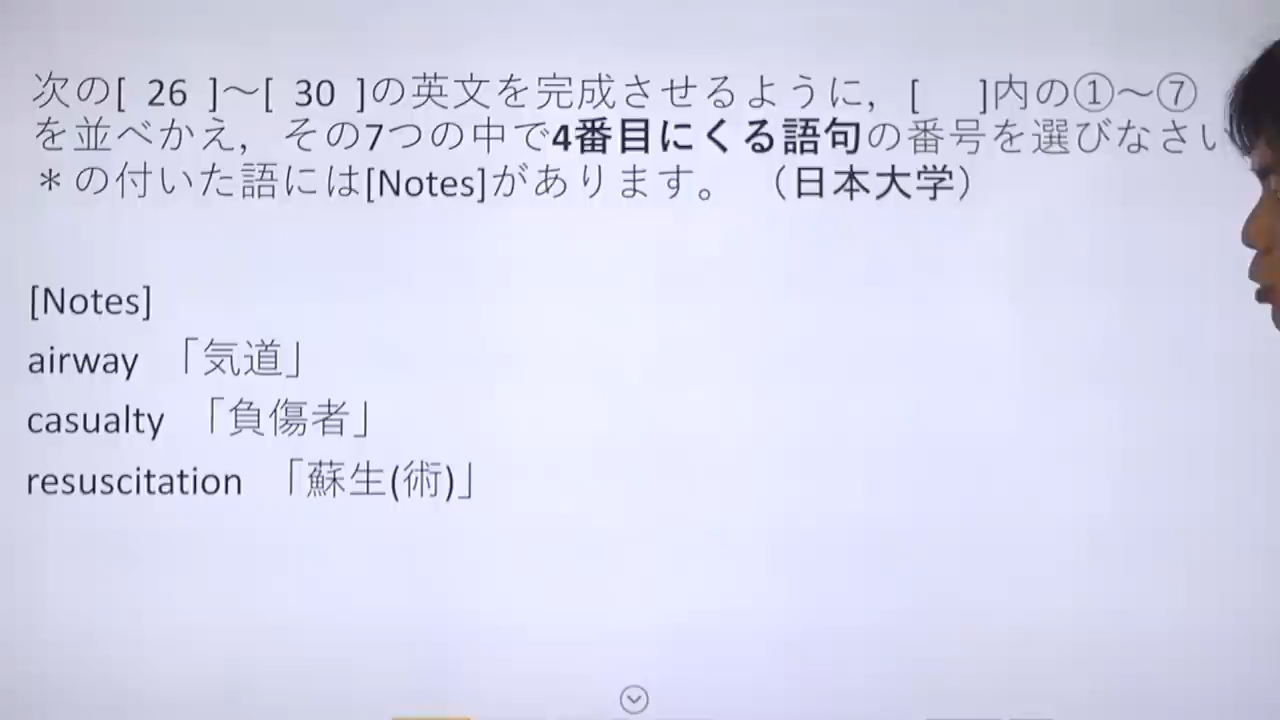 次の[ 26 ]～[ 30 ]の英文を完成させるように，[ ]内の①～⑦
を並べかえ，その7つの中で4番目にくる語句の番号を選びなさい
＊の付いた語には[Notes]があります。 （日本大学）
[Notes]
airway 「気道」
casualty 「負傷者」
resuscitation 「蘇生(術)」